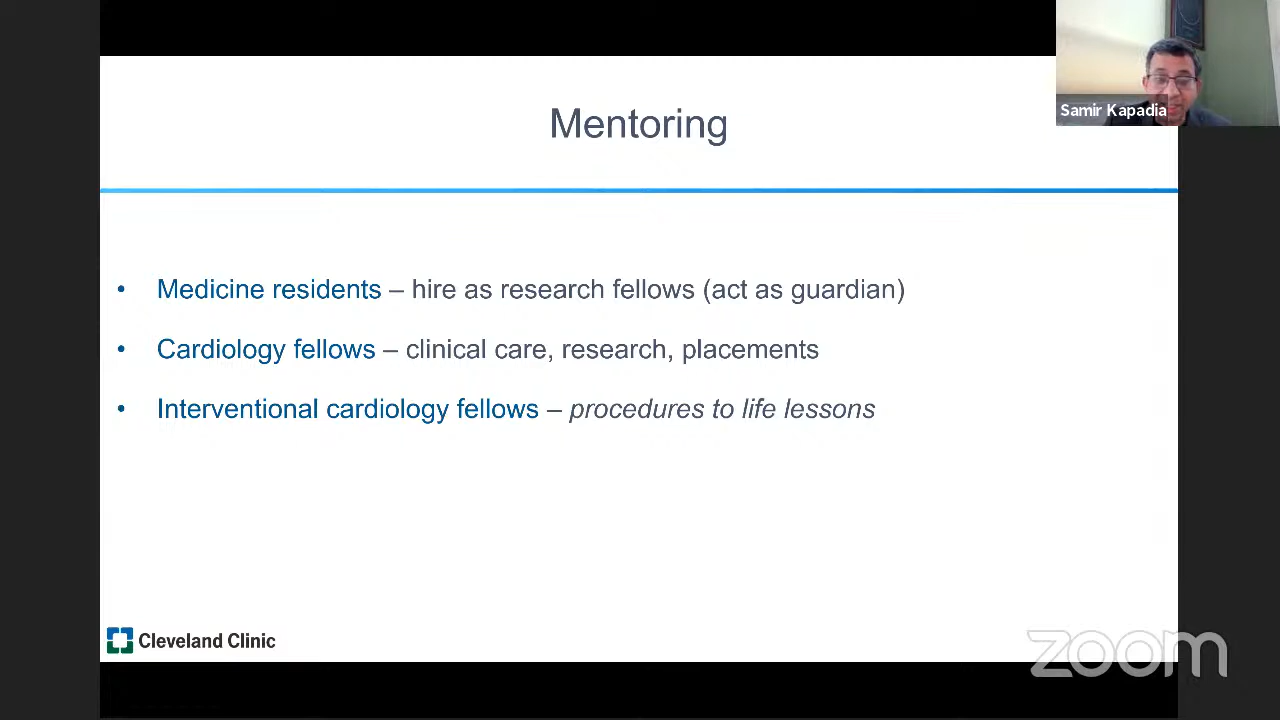 Samir Kapadia
Mentoring
• Medicine residents – hire as research fellows (act as guardian)
• Cardiology fellows – clinical care, research, placements
• Interventional cardiology fellows – procedures to life lessons
Cleveland Clinic
zoom